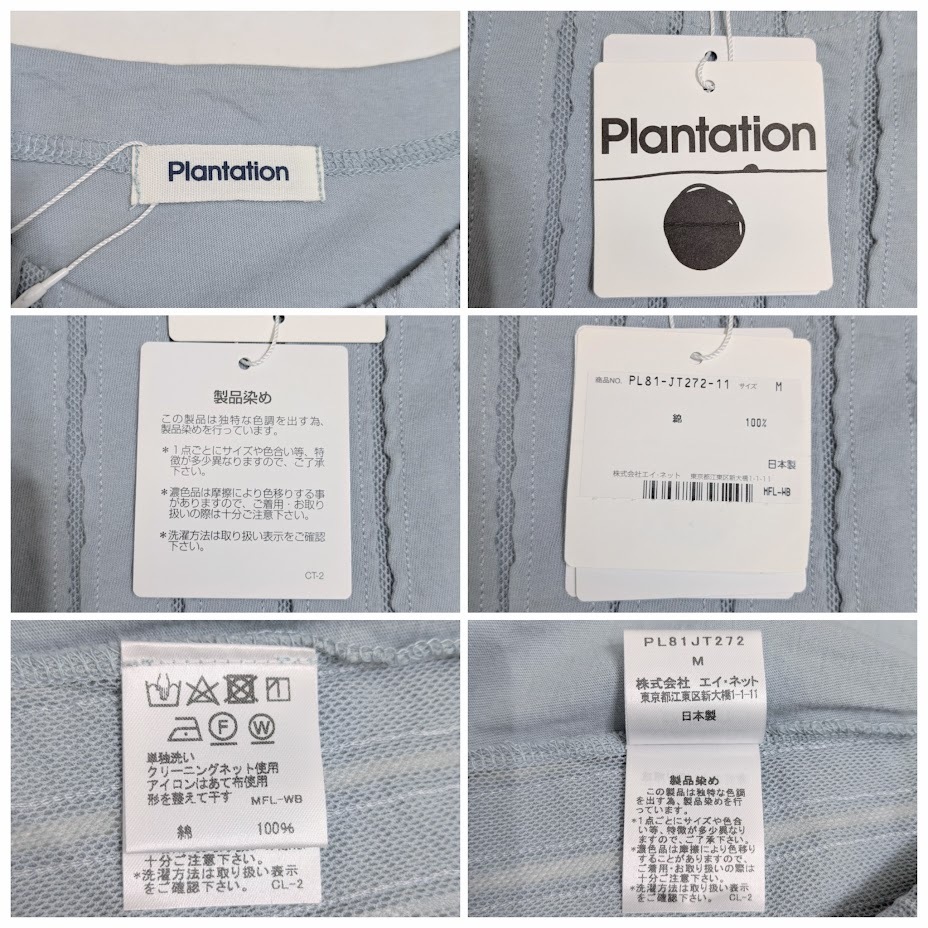 Plantation
Plantation
製品染め
この製品は独特な色調を出す為、
製品染めを行っています。
*1点ごとにサイズや色合い等、特
徴が多少異なりますので、ご了承
下さい。
*濃色品は摩擦により色移りする事
がありますので、ご着用・お取り
扱いの際は十分ご注意下さい。
*洗濯方法は取り扱い表示をご確認
下さい。
CT-2
商品NO. PL81-JT272-11 サイズ M
綿 100%
日本製
株式会社エイ・ネット 東京都江東区新大橋1-1-11
MFL-WB
F W
単独洗い
クリーニングネット使用
アイロンはあて布使用
形を整えて干す MFL-WB
綿 100%
十分ご注意下さい。
*洗濯方法は取り扱い表示
をご確認下さい。 CL-2
PL81JT272
M
株式会社 エイ・ネット
東京都江東区新大橋1-1-11
日本製
製品染め
この製品は独特な色調
を出す為、製品染めを行
っています。
*1点ごとにサイズや色合
い等、特徴が多少異なり
ますので、ご了承下さい。
*濃色品は摩擦により色移り
することがありますので、
ご着用・お取り扱いの際は
十分ご注意下さい。
*洗濯方法は取り扱い表示
をご確認下さい。 CL-2